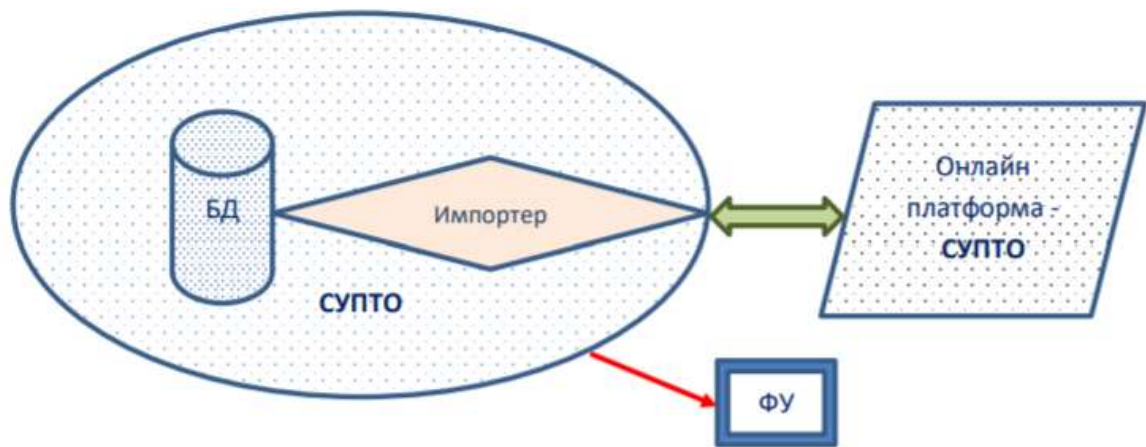 БД
Импортер
СУПТО
Онлайн
платформа -
СУПТО
ФУ